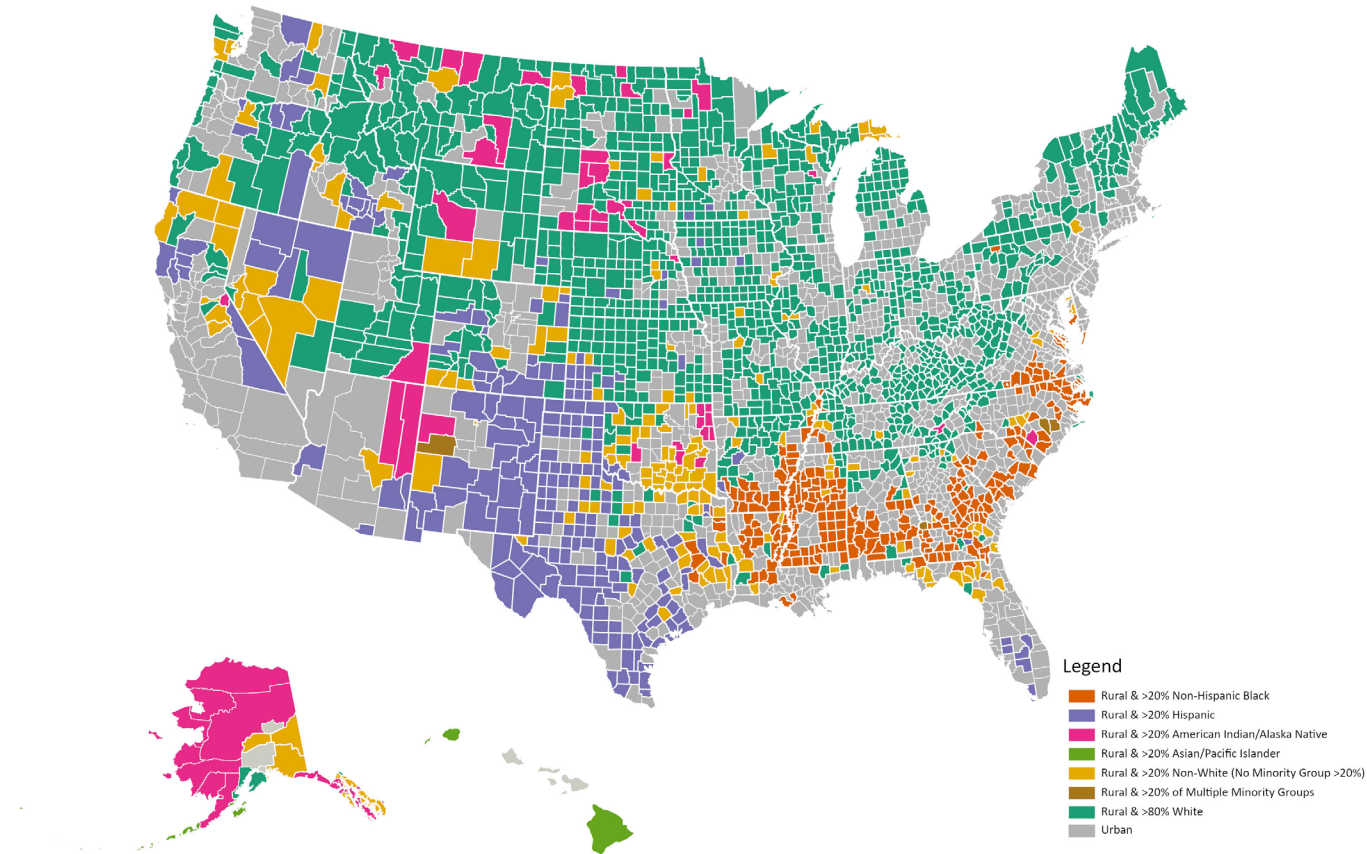 Legend
Rural & >20% Non-Hispanic Black
Rural & >20% Hispanic
Rural & >20% American Indian/Alaska Native
Rural & >20% Asian/Pacific Islander
Rural & >20% Non-White (No Minority Group >20%)
Rural & >20% of Multiple Minority Groups
Rural & >80% White
Urban